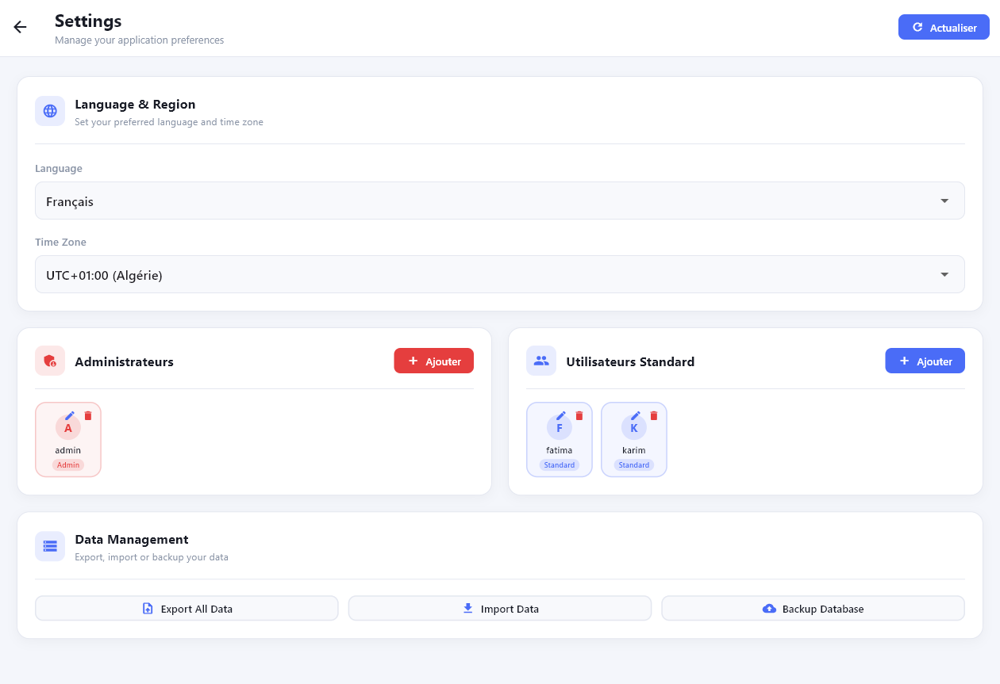 Settings
Manage your application preferences
Actualiser
Language & Region
Set your preferred language and time zone
Language
Français
Time Zone
UTC+01:00 (Algérie)
Administrateurs
Ajouter
A
admin
Admin
Utilisateurs Standard
Ajouter
F
fatima
Standard
K
karim
Standard
Data Management
Export, import or backup your data
Export All Data
Import Data
Backup Database